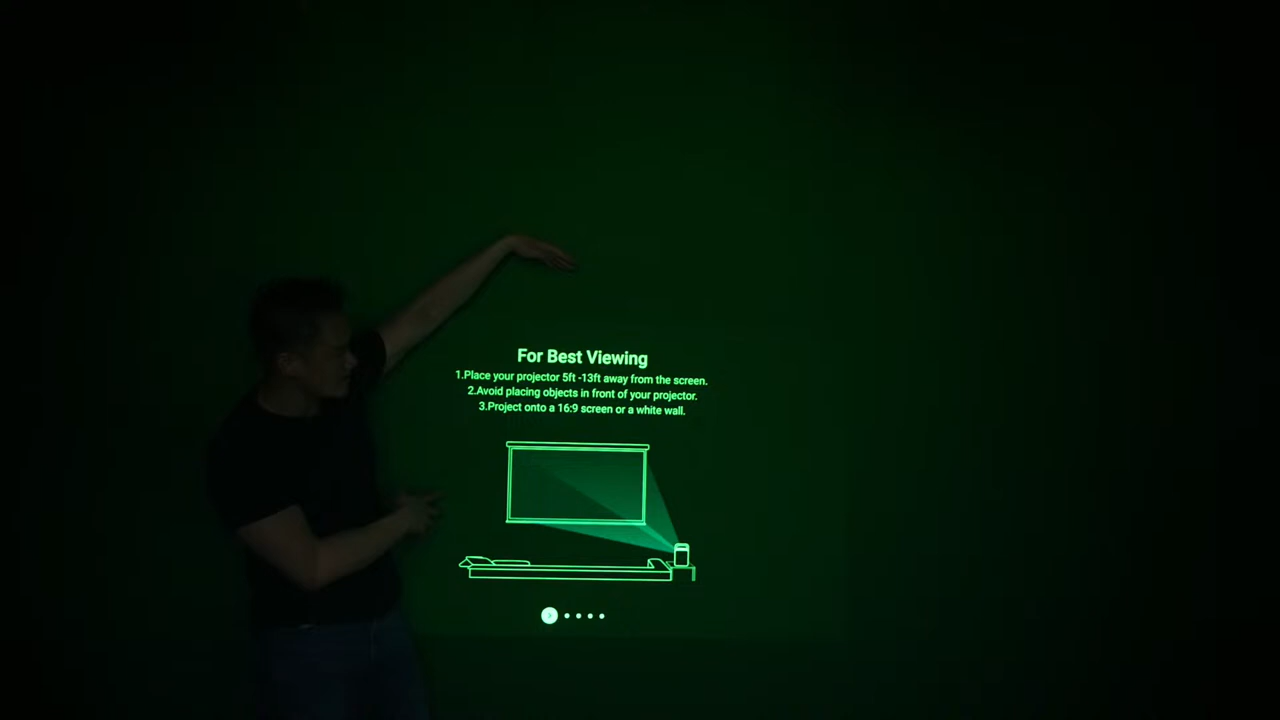 For Best Viewing
1.Place your projector 5ft -13ft away from the screen.
2.Avoid placing objects in front of your projector.
3.Project onto a 16:9 screen or a white wall.